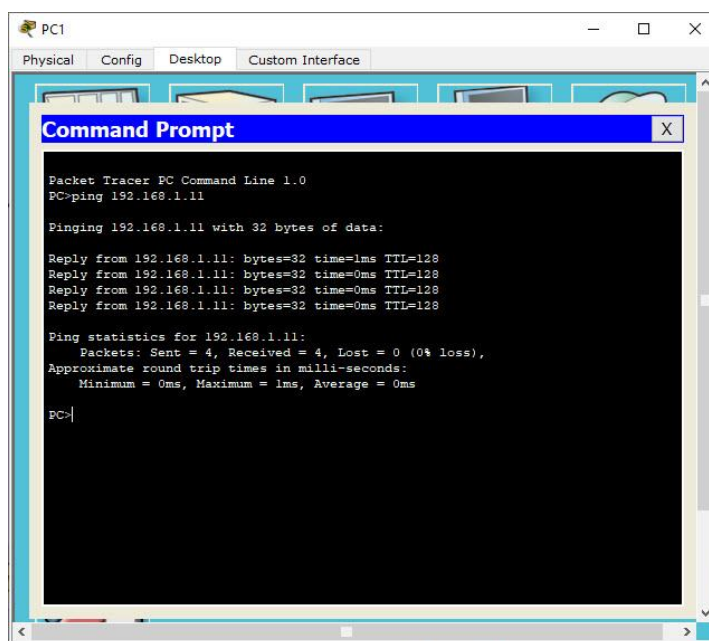 PC1
Physical Config Desktop Custom Interface
Command Prompt X
Packet Tracer PC Command Line 1.0
PC>ping 192.168.1.11
Pinging 192.168.1.11 with 32 bytes of data:
Reply from 192.168.1.11: bytes=32 time=1ms TTL=128
Reply from 192.168.1.11: bytes=32 time=0ms TTL=128
Reply from 192.168.1.11: bytes=32 time=0ms TTL=128
Reply from 192.168.1.11: bytes=32 time=0ms TTL=128
Ping statistics for 192.168.1.11:
Packets: Sent = 4, Received = 4, Lost = 0 (0% loss),
Approximate round trip times in milli-seconds:
Minimum = 0ms, Maximum = 1ms, Average = 0ms
PC>